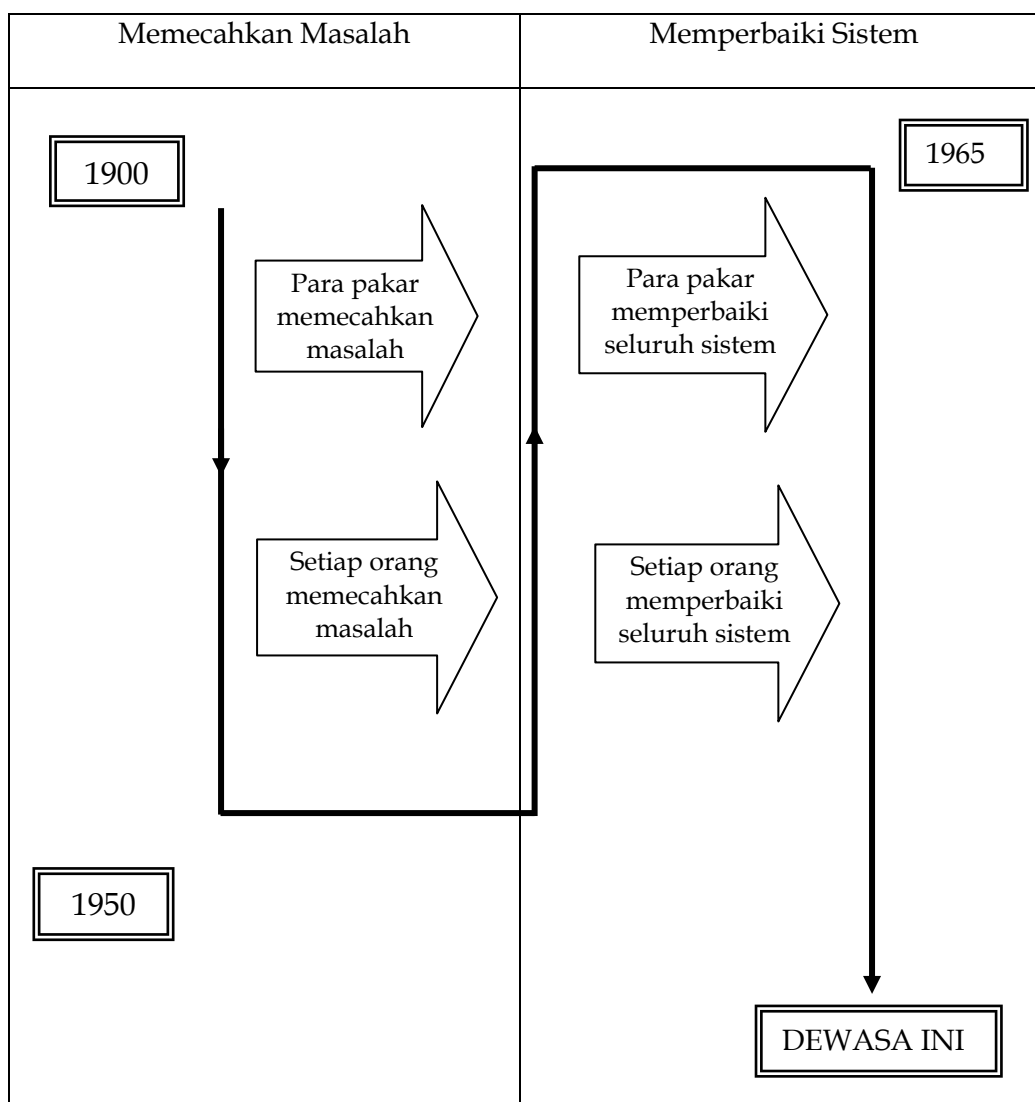 Memecahkan Masalah
Memperbaiki Sistem
1900
1965
Para pakar
memecahkan
masalah
Para pakar
memperbaiki
seluruh sistem
Setiap orang
memecahkan
masalah
Setiap orang
memperbaiki
seluruh sistem
1950
DEWASA INI